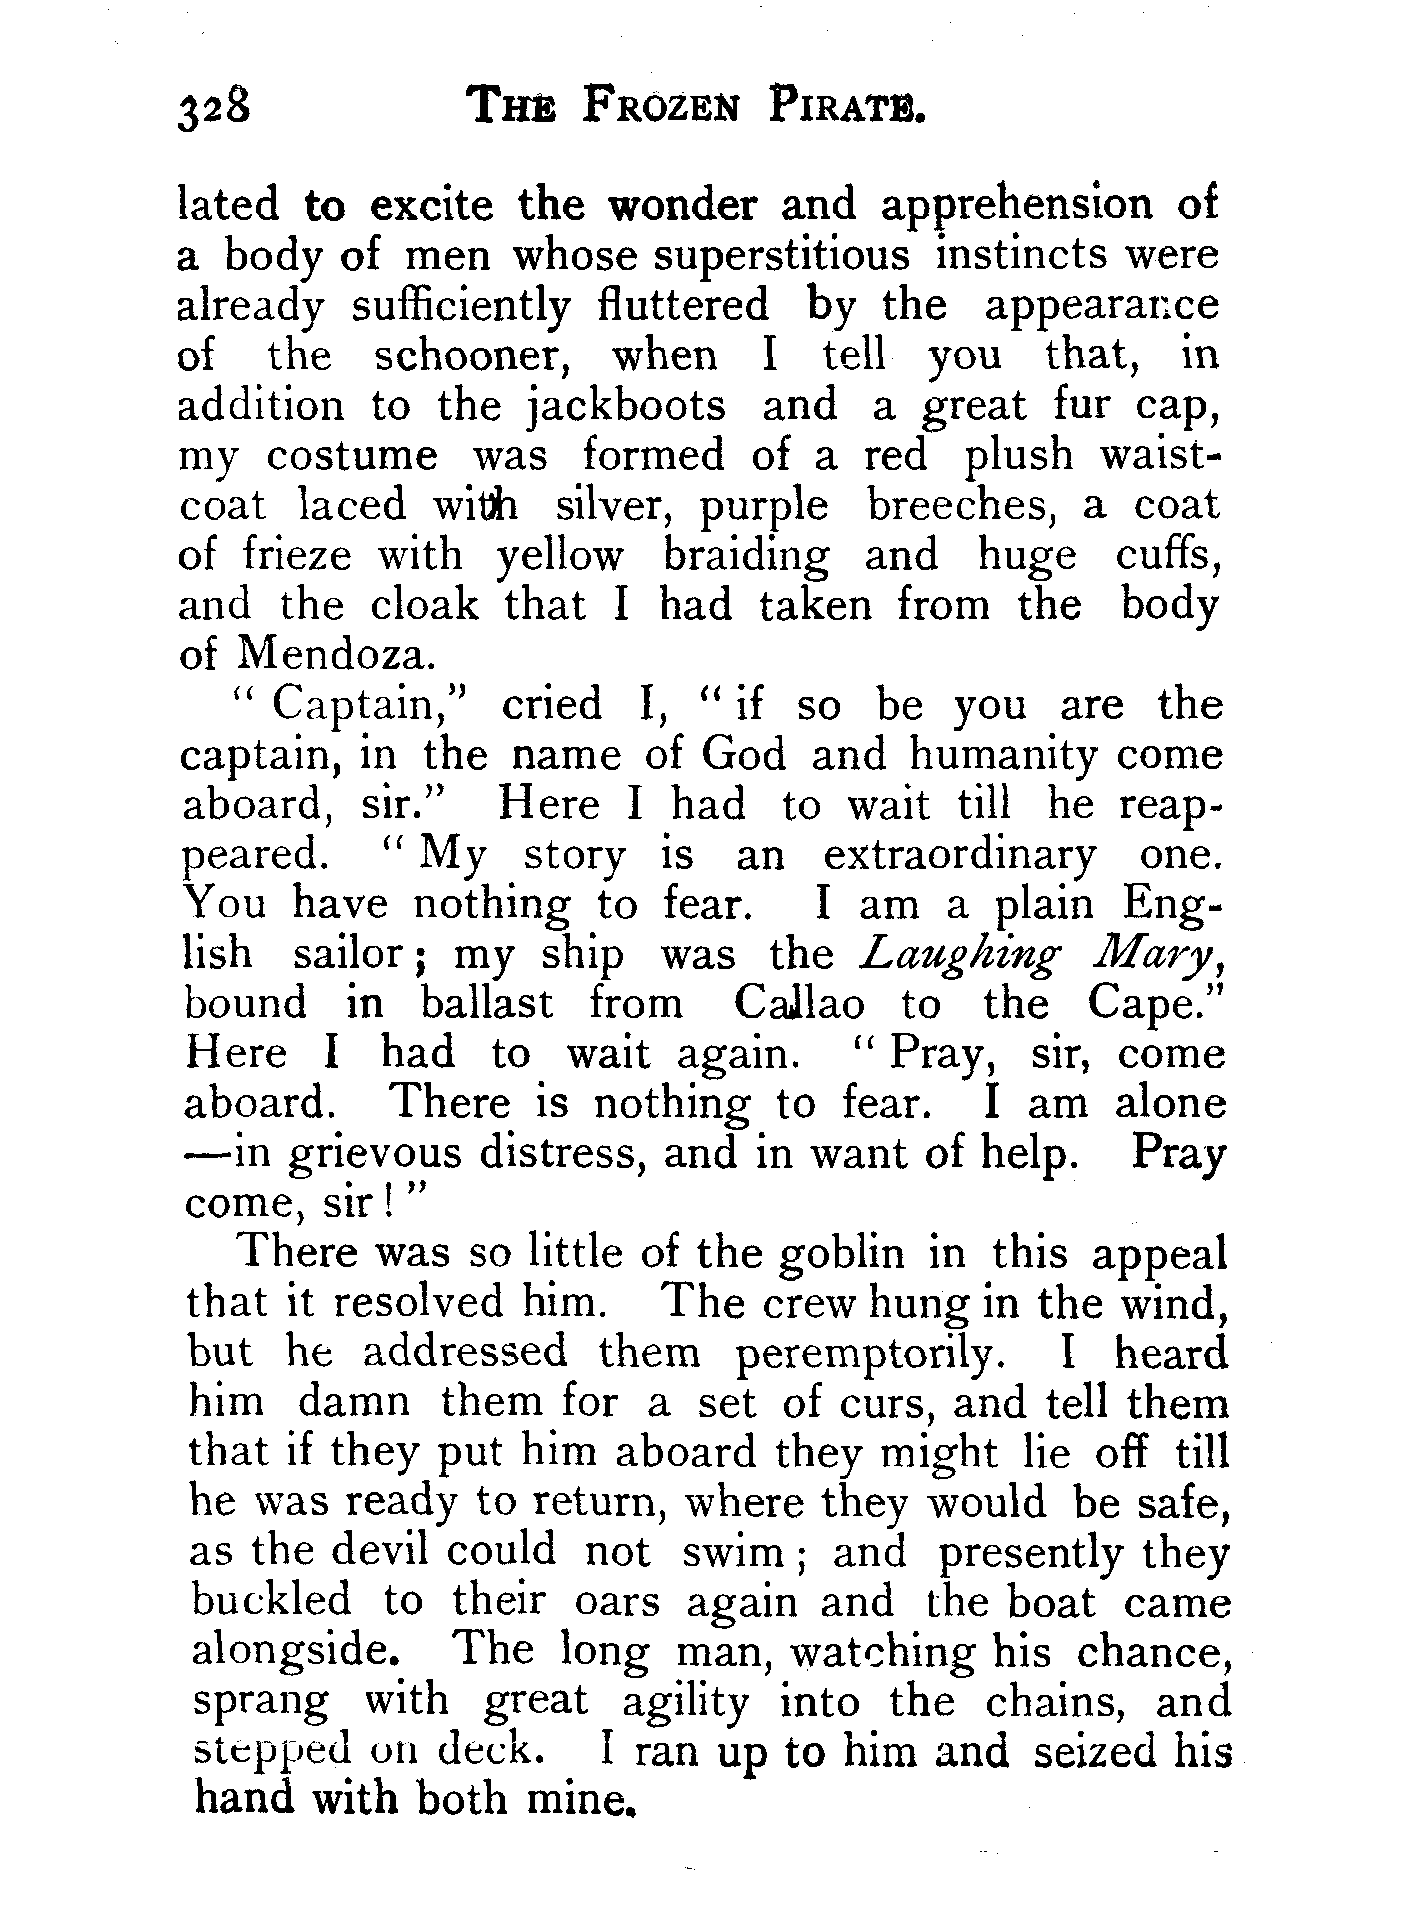 328 THE FROZEN PIRATE.
lated to excite the wonder and apprehension of
a body of men whose superstitious instincts were
already sufficiently fluttered by the appearance
of the schooner, when I tell you that, in
addition to the jackboots and a great fur cap,
my costume was formed of a red plush waist-
coat laced with silver, purple breeches, a coat
of frieze with yellow braiding and huge cuffs,
and the cloak that I had taken from the body
of Mendoza.
“ Captain,” cried I, “ if so be you are the
captain, in the name of God and humanity come
aboard, sir.” Here I had to wait till he reap-
peared. “ My story is an extraordinary one.
You have nothing to fear. I am a plain Eng-
lish sailor ; my ship was the Laughing Mary,
bound in ballast from Callao to the Cape.”
Here I had to wait again. “ Pray, sir, come
aboard. There is nothing to fear. I am alone
—in grievous distress, and in want of help. Pray
come, sir ! ”
There was so little of the goblin in this appeal
that it resolved him. The crew hung in the wind,
but he addressed them peremptorily. I heard
him damn them for a set of curs, and tell them
that if they put him aboard they might lie off till
he was ready to return, where they would be safe,
as the devil could not swim ; and presently they
buckled to their oars again and the boat came
alongside. The long man, watching his chance,
sprang with great agility into the chains, and
stepped on deck. I ran up to him and seized his
hand with both mine.